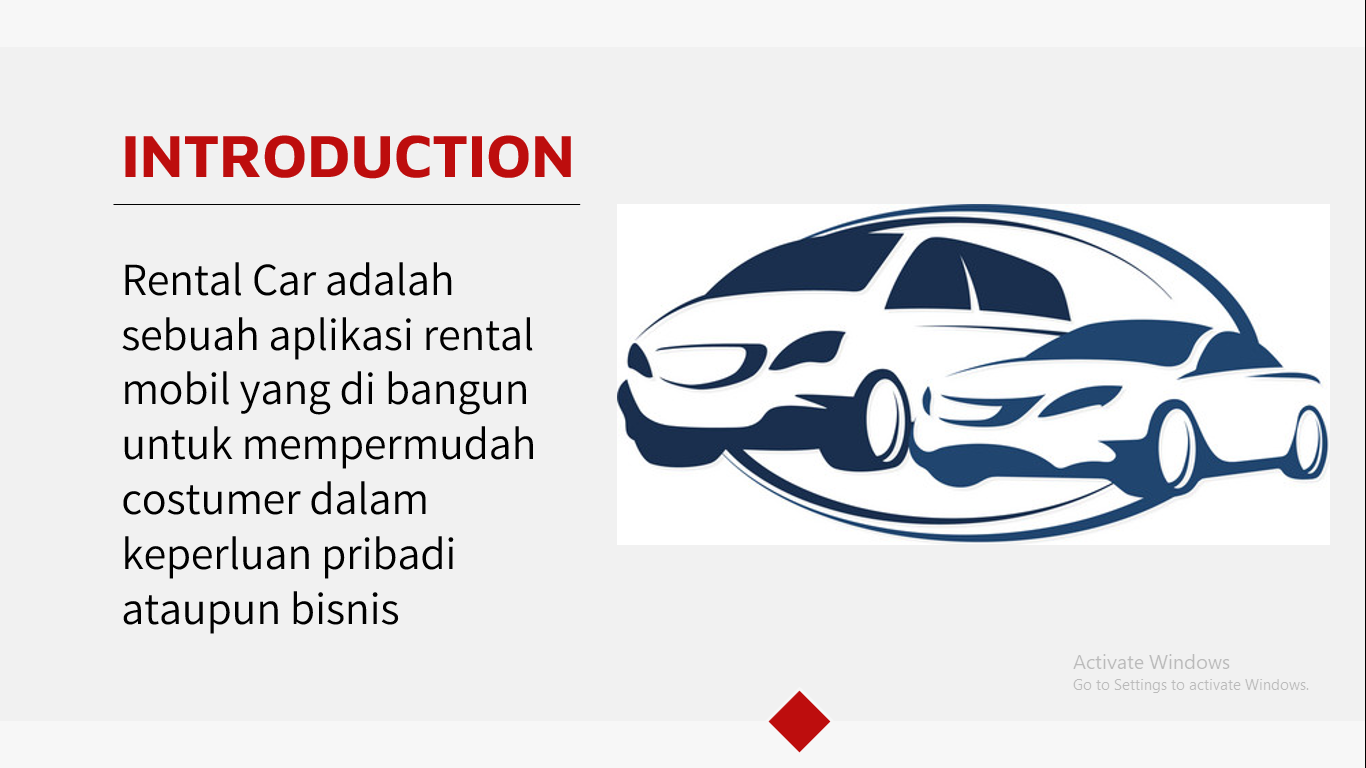 INTRODUCTION
Rental Car adalah
sebuah aplikasi rental
mobil yang di bangun
untuk mempermudah
costumer dalam
keperluan pribadi
ataupun bisnis
Activate Windows
Go to Settings to activate Windows.